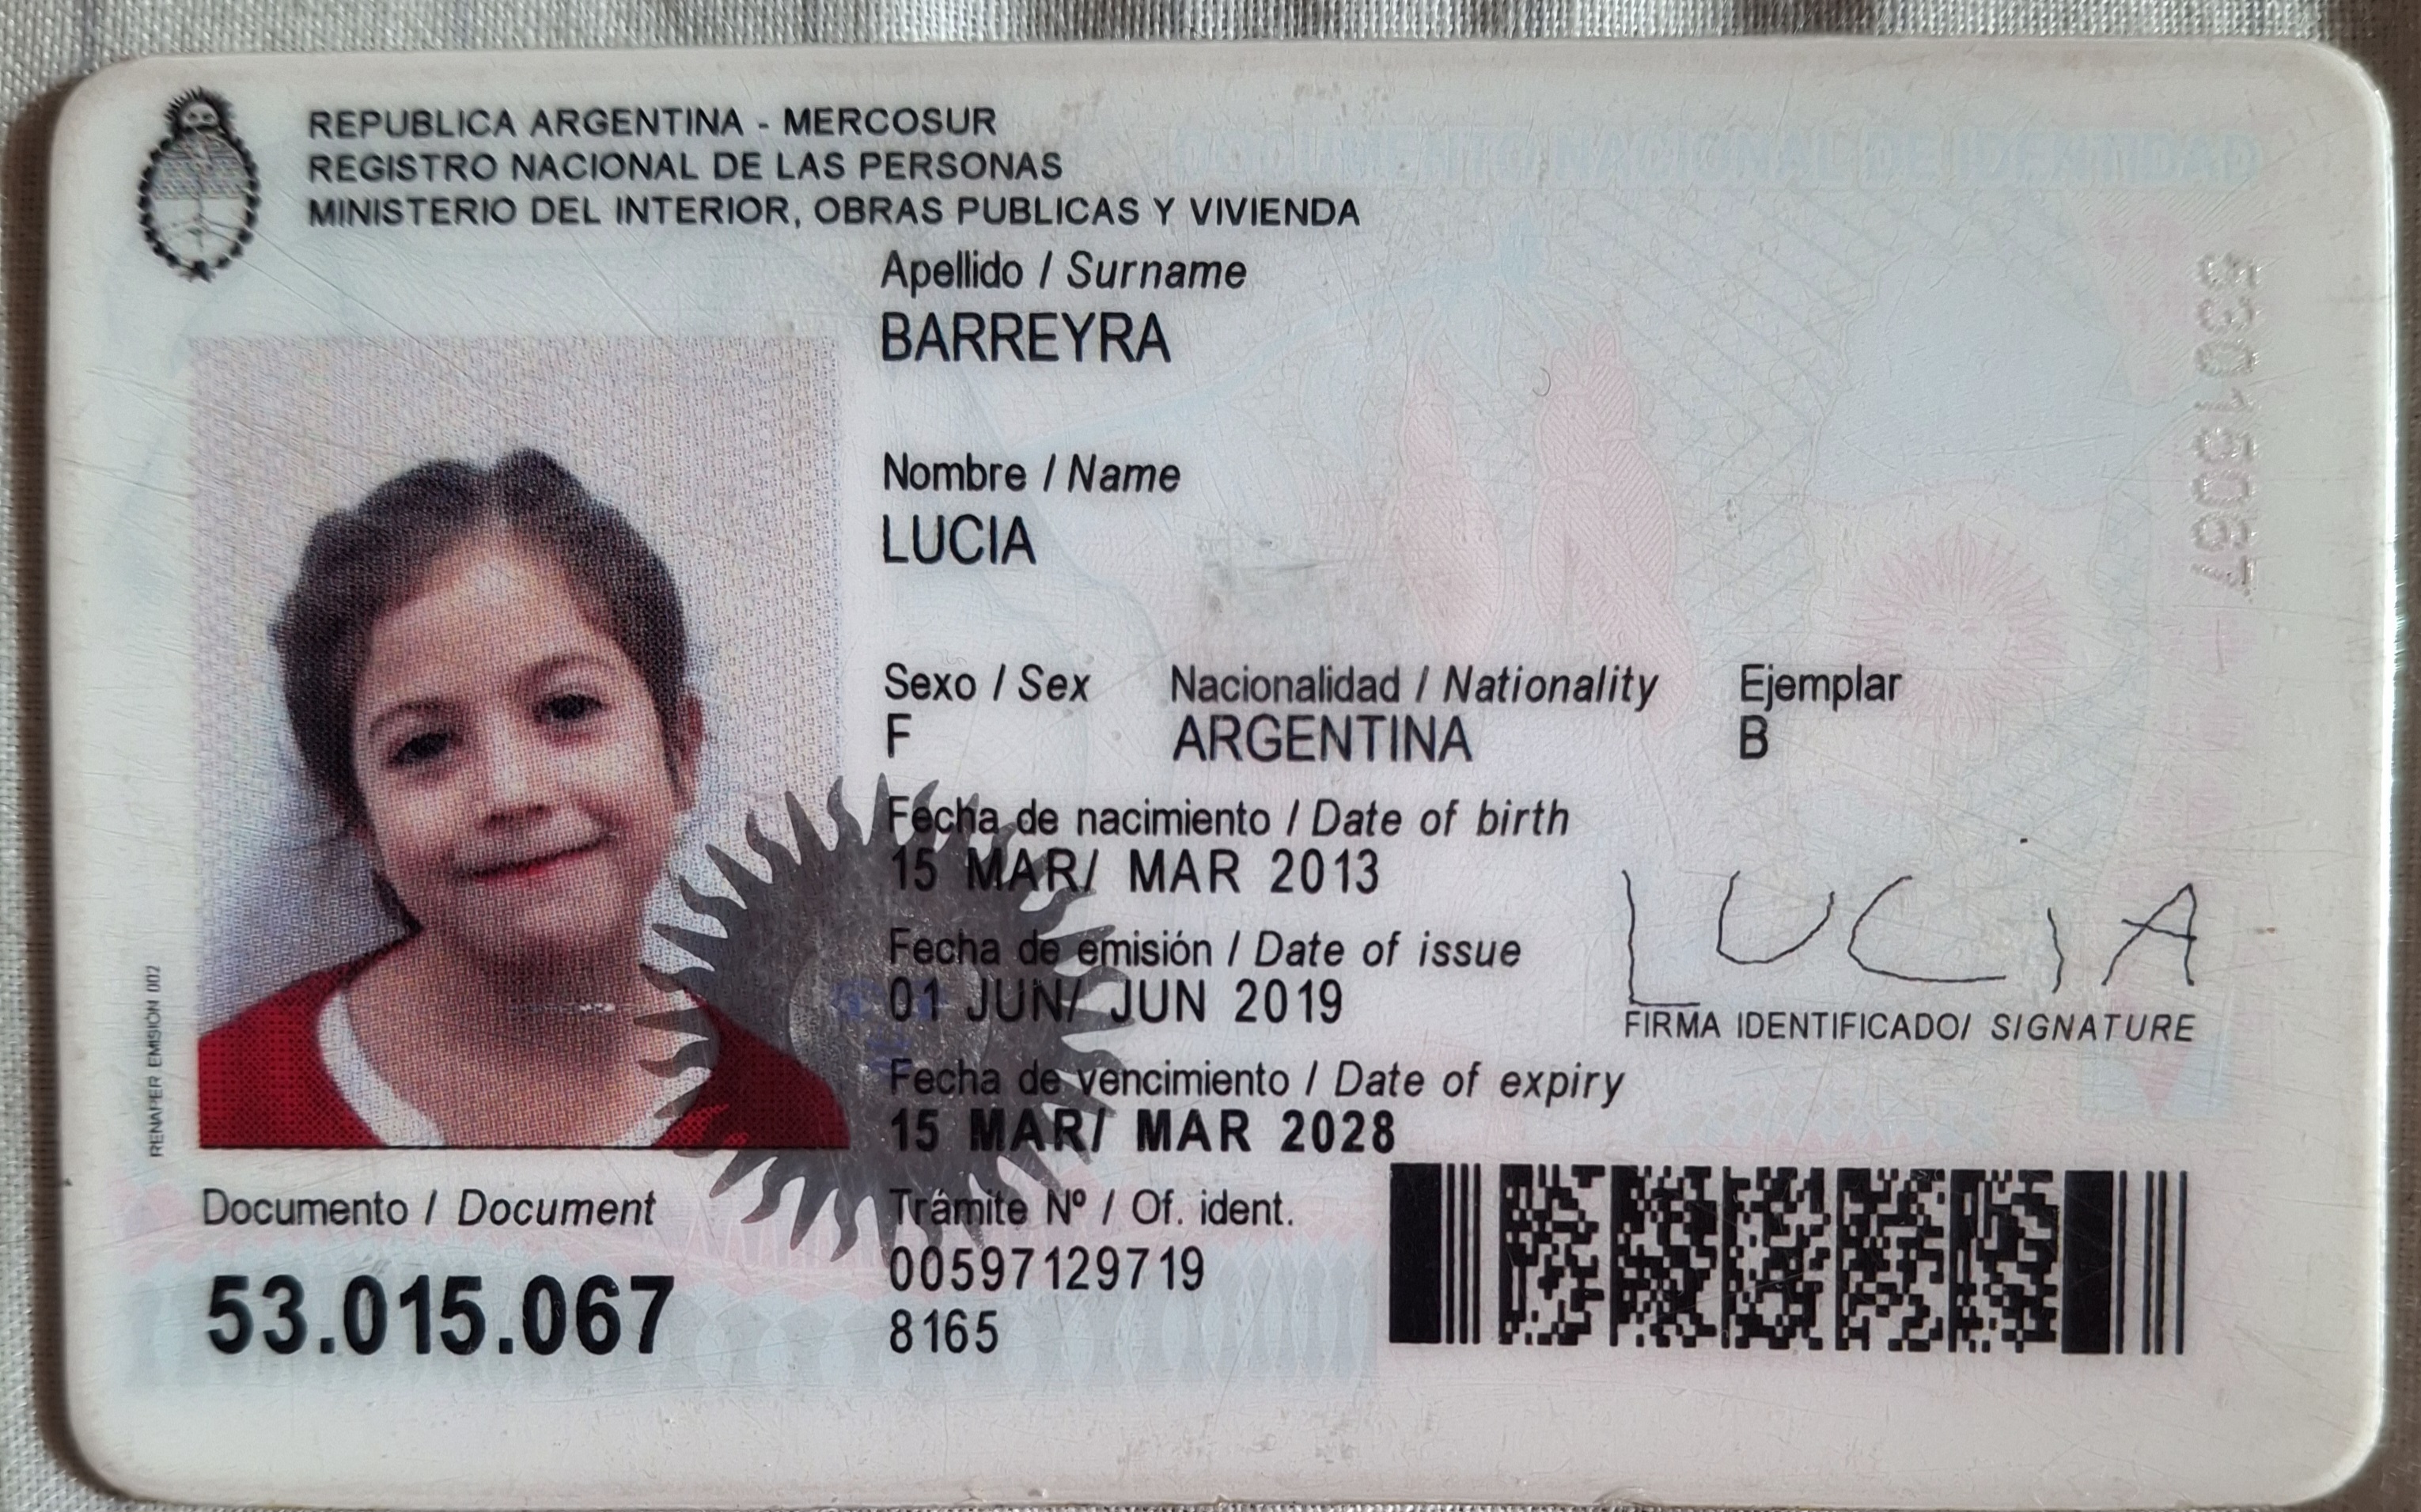 REPUBLICA ARGENTINA - MERCOSUR
REGISTRO NACIONAL DE LAS PERSONAS
MINISTERIO DEL INTERIOR, OBRAS PUBLICAS Y VIVIENDA
DOCUMENTO NACIONAL DE IDENTIDAD
Apellido / Surname
BARREYRA
Nombre / Name
LUCIA
Sexo / Sex Nacionalidad / Nationality Ejemplar
F ARGENTINA B
Fecha de nacimiento / Date of birth
15 MAR/ MAR 2013
Fecha de emisión / Date of issue
01 JUN/ JUN 2019
LUCIA
FIRMA IDENTIFICADO/ SIGNATURE
Fecha de vencimiento / Date of expiry
15 MAR/ MAR 2028
Documento / Document
53.015.067
Trámite Nº / Of. ident.
00597129719
8165
RENAPER EMISION 002
53015067